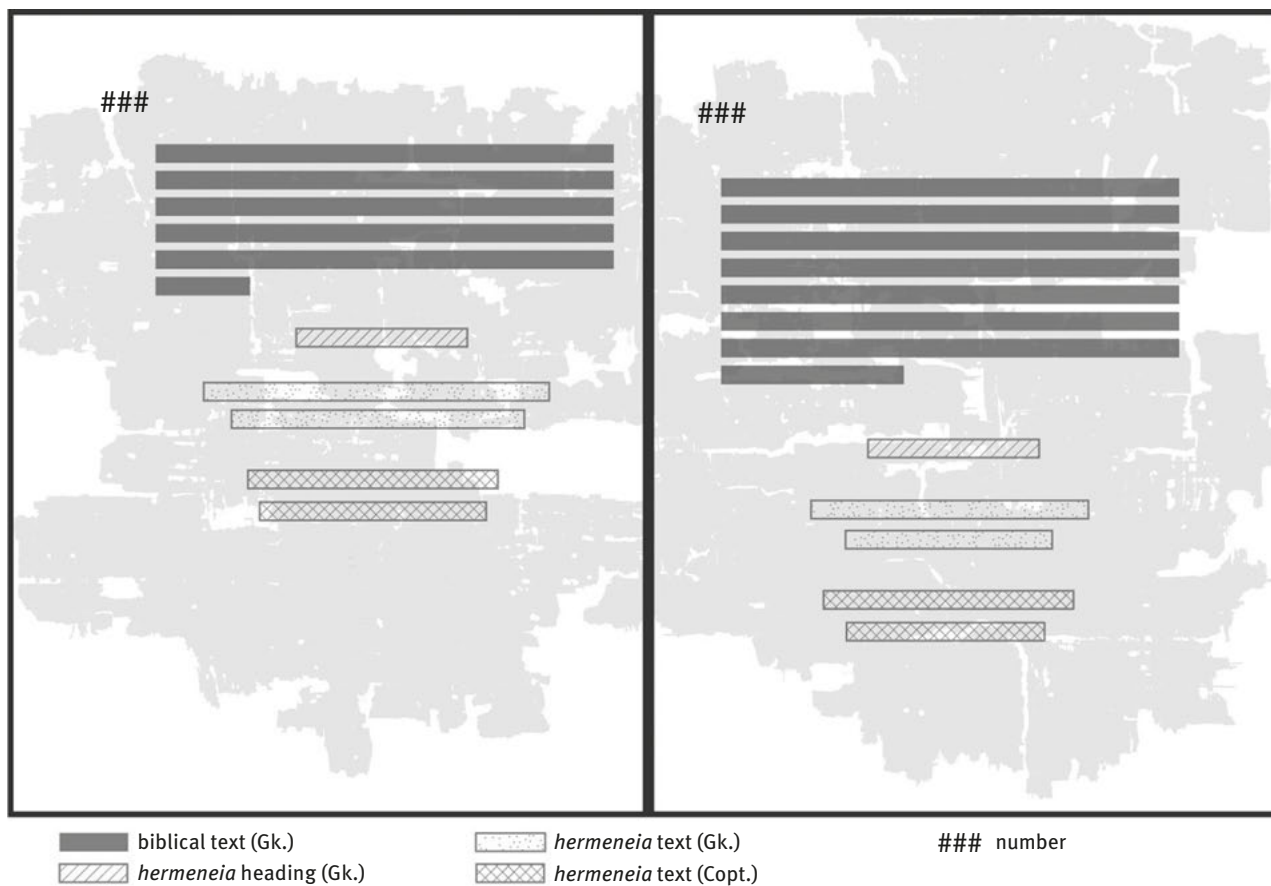 ### ###
biblical text (Gk.) hermeneia text (Gk.) ### number
hermeneia heading (Gk.) hermeneia text (Copt.)